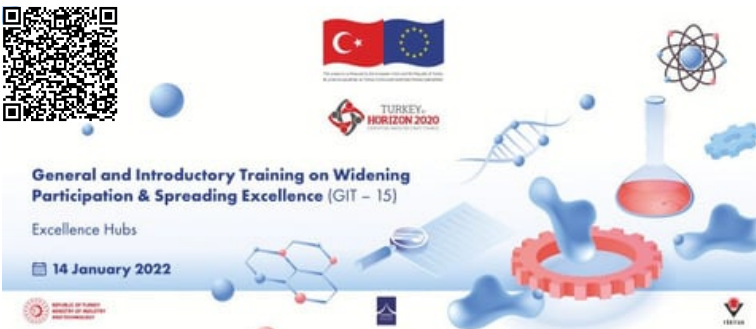 TURKEY in
HORIZON 2020
General and Introductory Training on Widening
Participation & Spreading Excellence (GIT – 15)
Excellence Hubs
14 January 2022
REPUBLIC OF TURKEY
MINISTRY OF INDUSTRY
AND TECHNOLOGY
TÜBİTAK